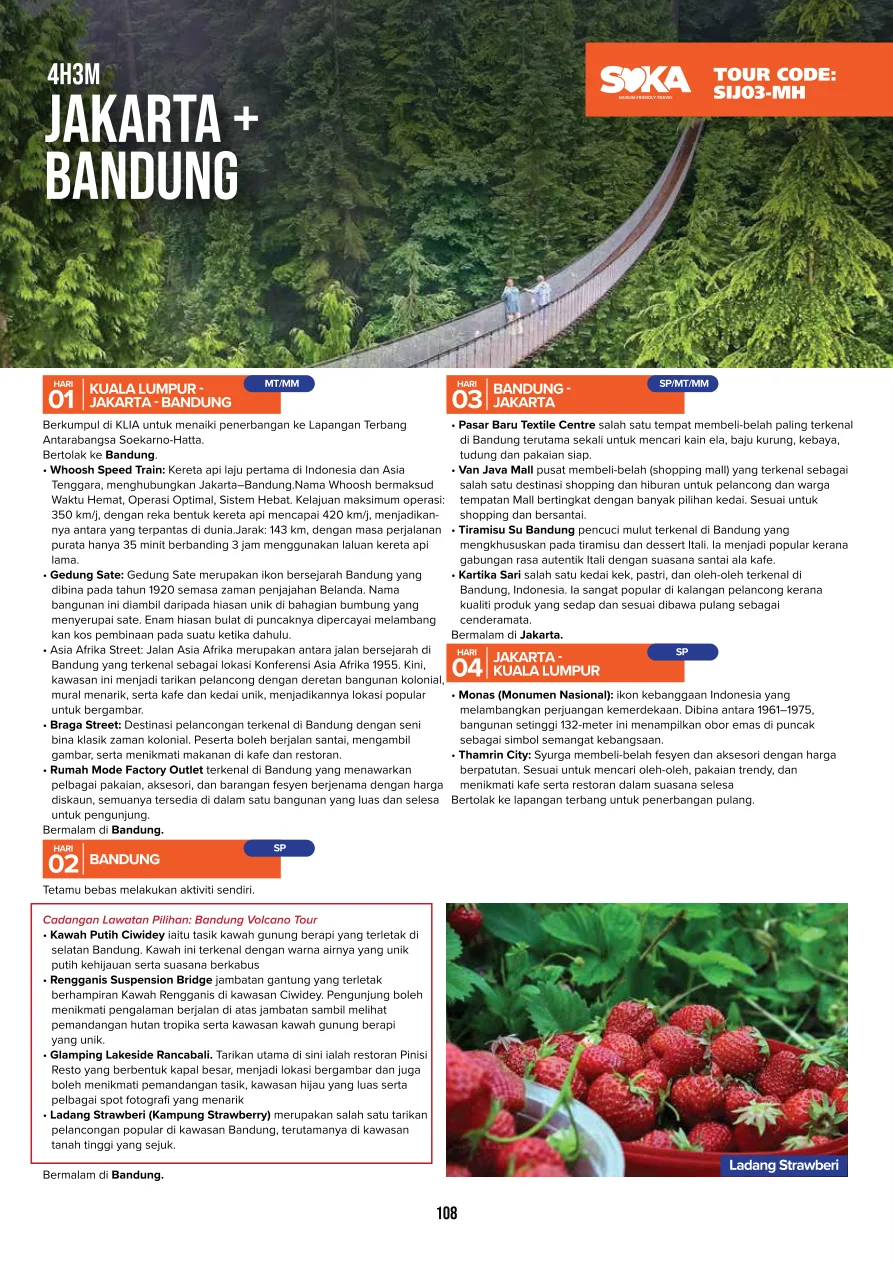 4H3M
JAKARTA +
BANDUNG
SOKA
MUSLIM FRIENDLY TRAVEL
TOUR CODE:
SIJ03-MH
HARI
01
KUALA LUMPUR -
JAKARTA - BANDUNG
MT/MM
Berkumpul di KLIA untuk menaiki penerbangan ke Lapangan Terbang
Antarabangsa Soekarno-Hatta.
Bertolak ke Bandung.
• Whoosh Speed Train: Kereta api laju pertama di Indonesia dan Asia
Tenggara, menghubungkan Jakarta–Bandung.Nama Whoosh bermaksud
Waktu Hemat, Operasi Optimal, Sistem Hebat. Kelajuan maksimum operasi:
350 km/j, dengan reka bentuk kereta api mencapai 420 km/j, menjadikan-
nya antara yang terpantas di dunia.Jarak: 143 km, dengan masa perjalanan
purata hanya 35 minit berbanding 3 jam menggunakan laluan kereta api
lama.
• Gedung Sate: Gedung Sate merupakan ikon bersejarah Bandung yang
dibina pada tahun 1920 semasa zaman penjajahan Belanda. Nama
bangunan ini diambil daripada hiasan unik di bahagian bumbung yang
menyerupai sate. Enam hiasan bulat di puncaknya dipercayai melambang
kan kos pembinaan pada suatu ketika dahulu.
• Asia Afrika Street: Jalan Asia Afrika merupakan antara jalan bersejarah di
Bandung yang terkenal sebagai lokasi Konferensi Asia Afrika 1955. Kini,
kawasan ini menjadi tarikan pelancong dengan deretan bangunan kolonial,
mural menarik, serta kafe dan kedai unik, menjadikannya lokasi popular
untuk bergambar.
• Braga Street: Destinasi pelancongan terkenal di Bandung dengan seni
bina klasik zaman kolonial. Peserta boleh berjalan santai, mengambil
gambar, serta menikmati makanan di kafe dan restoran.
• Rumah Mode Factory Outlet terkenal di Bandung yang menawarkan
pelbagai pakaian, aksesori, dan barangan fesyen berjenama dengan harga
diskaun, semuanya tersedia di dalam satu bangunan yang luas dan selesa
untuk pengunjung.
Bermalam di Bandung.
HARI
02
BANDUNG
SP
Tetamu bebas melakukan aktiviti sendiri.
Cadangan Lawatan Pilihan: Bandung Volcano Tour
• Kawah Putih Ciwidey iaitu tasik kawah gunung berapi yang terletak di
selatan Bandung. Kawah ini terkenal dengan warna airnya yang unik
putih kehijauan serta suasana berkabus
• Rengganis Suspension Bridge jambatan gantung yang terletak
berhampiran Kawah Rengganis di kawasan Ciwidey. Pengunjung boleh
menikmati pengalaman berjalan di atas jambatan sambil melihat
pemandangan hutan tropika serta kawasan kawah gunung berapi
yang unik.
• Glamping Lakeside Rancabali. Tarikan utama di sini ialah restoran Pinisi
Resto yang berbentuk kapal besar, menjadi lokasi bergambar dan juga
boleh menikmati pemandangan tasik, kawasan hijau yang luas serta
pelbagai spot fotografi yang menarik
• Ladang Strawberi (Kampung Strawberry) merupakan salah satu tarikan
pelancongan popular di kawasan Bandung, terutamanya di kawasan
tanah tinggi yang sejuk.
Bermalam di Bandung.
HARI
03
BANDUNG -
JAKARTA
SP/MT/MM
• Pasar Baru Textile Centre salah satu tempat membeli-belah paling terkenal
di Bandung terutama sekali untuk mencari kain ela, baju kurung, kebaya,
tudung dan pakaian siap.
• Van Java Mall pusat membeli-belah (shopping mall) yang terkenal sebagai
salah satu destinasi shopping dan hiburan untuk pelancong dan warga
tempatan Mall bertingkat dengan banyak pilihan kedai. Sesuai untuk
shopping dan bersantai.
• Tiramisu Su Bandung pencuci mulut terkenal di Bandung yang
mengkhususkan pada tiramisu dan dessert Itali. Ia menjadi popular kerana
gabungan rasa autentik Itali dengan suasana santai ala kafe.
• Kartika Sari salah satu kedai kek, pastri, dan oleh-oleh terkenal di
Bandung, Indonesia. Ia sangat popular di kalangan pelancong kerana
kualiti produk yang sedap dan sesuai dibawa pulang sebagai
cenderamata.
Bermalam di Jakarta.
HARI
04
JAKARTA -
KUALA LUMPUR
SP
• Monas (Monumen Nasional): ikon kebanggaan Indonesia yang
melambangkan perjuangan kemerdekaan. Dibina antara 1961–1975,
bangunan setinggi 132-meter ini menampilkan obor emas di puncak
sebagai simbol semangat kebangsaan.
• Thamrin City: Syurga membeli-belah fesyen dan aksesori dengan harga
berpatutan. Sesuai untuk mencari oleh-oleh, pakaian trendy, dan
menikmati kafe serta restoran dalam suasana selesa
Bertolak ke lapangan terbang untuk penerbangan pulang.
Ladang Strawberi
108